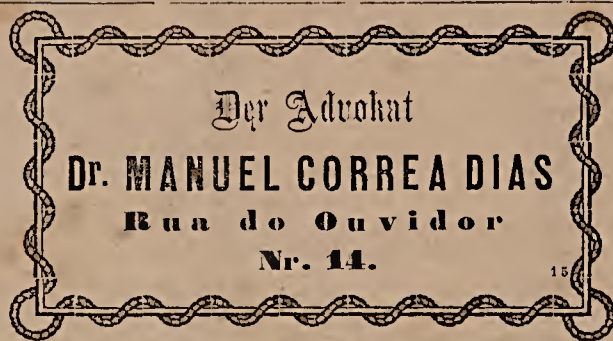 Der Advokat
Dr. MANUEL CORREA DIAS
Rua do Ouvidor
Nr. 14.
15